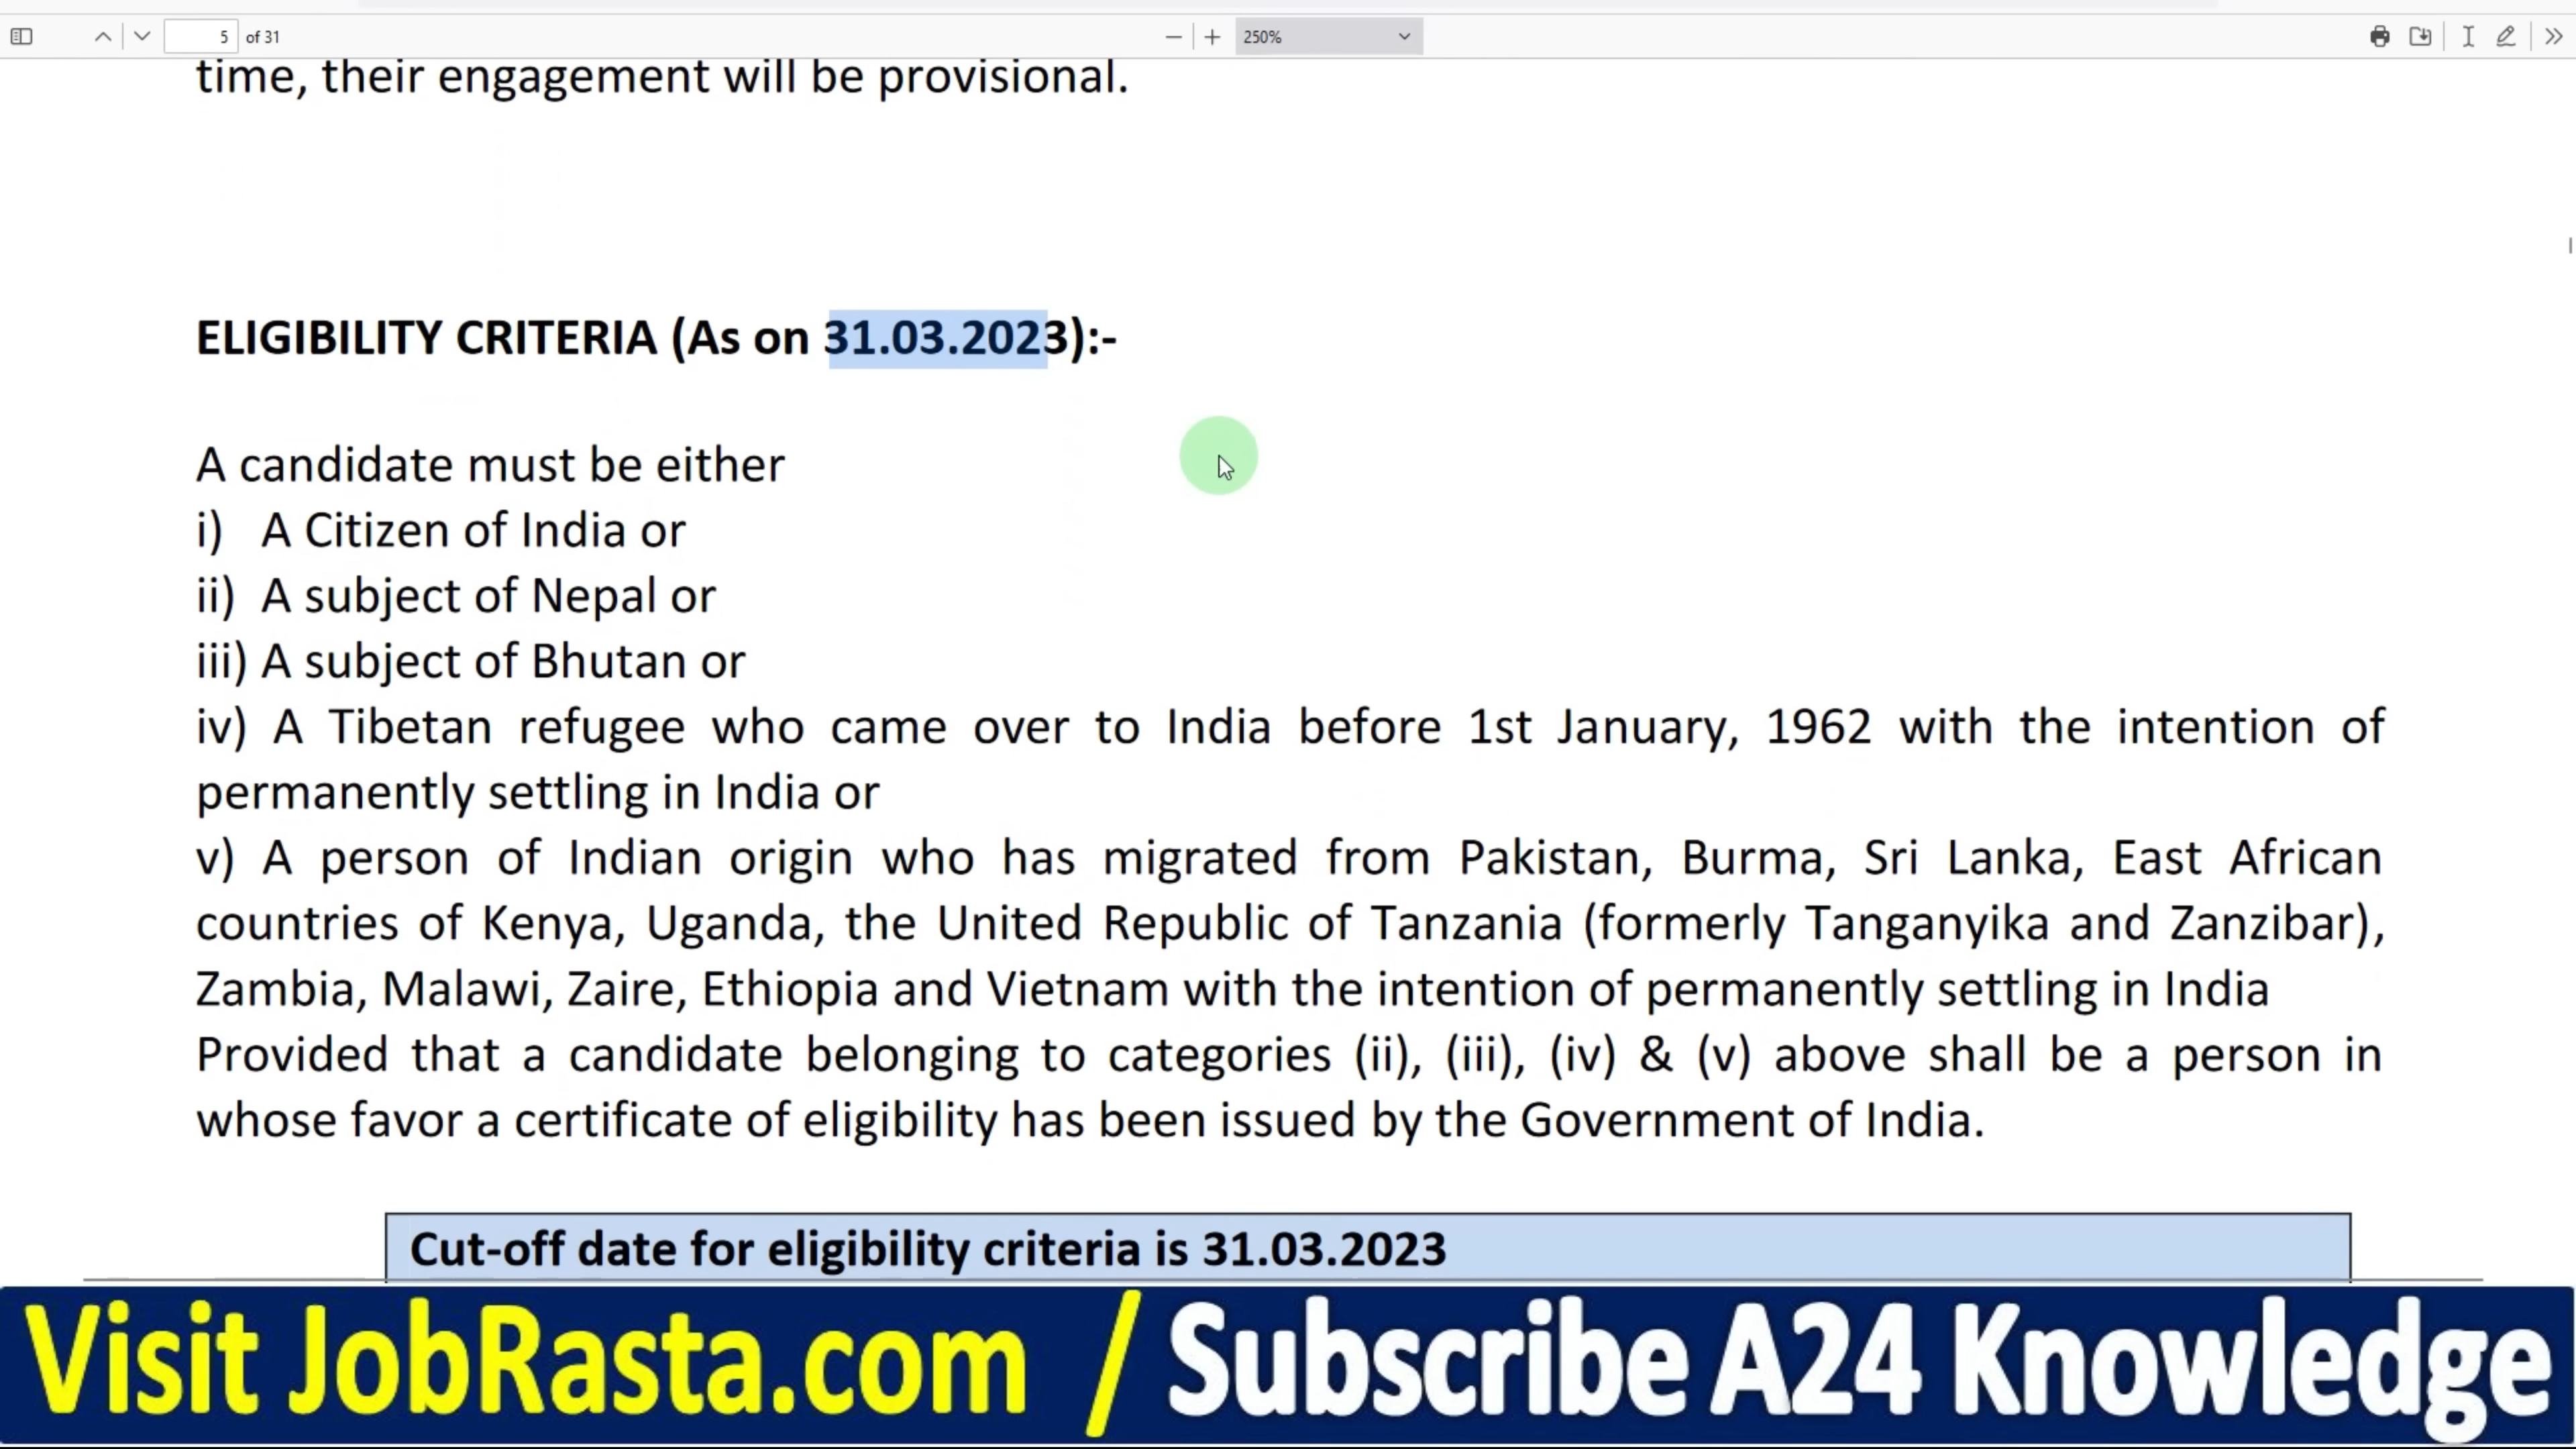 5 of 31
250%
time, their engagement will be provisional.
ELIGIBILITY CRITERIA (As on 31.03.2023):-
A candidate must be either
i) A Citizen of India or
ii) A subject of Nepal or
iii) A subject of Bhutan or
iv) A Tibetan refugee who came over to India before 1st January, 1962 with the intention of
permanently settling in India or
v) A person of Indian origin who has migrated from Pakistan, Burma, Sri Lanka, East African
countries of Kenya, Uganda, the United Republic of Tanzania (formerly Tanganyika and Zanzibar),
Zambia, Malawi, Zaire, Ethiopia and Vietnam with the intention of permanently settling in India
Provided that a candidate belonging to categories (ii), (iii), (iv) & (v) above shall be a person in
whose favor a certificate of eligibility has been issued by the Government of India.
Cut-off date for eligibility criteria is 31.03.2023
Visit JobRasta.com / Subscribe A24 Knowledge